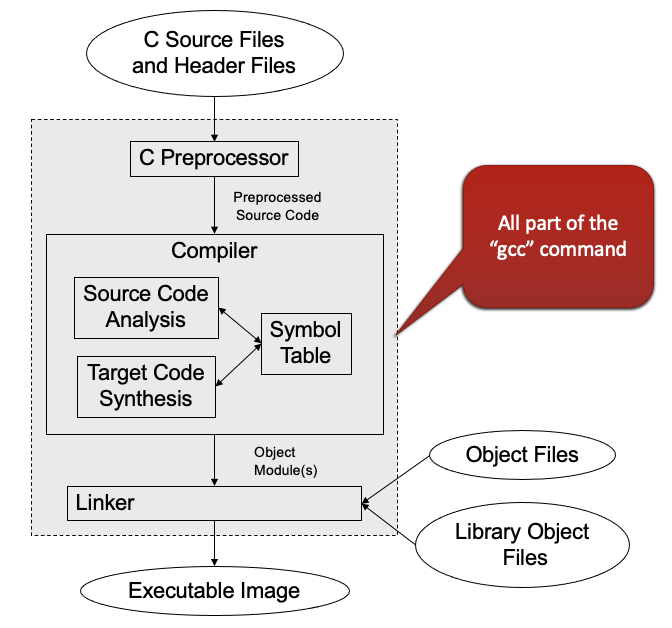 C Source Files
and Header Files
C Preprocessor
Preprocessed
Source Code
Compiler
Source Code
Analysis
Symbol
Table
Target Code
Synthesis
All part of the
“gcc” command
Object
Module(s)
Linker
Object Files
Library Object
Files
Executable Image